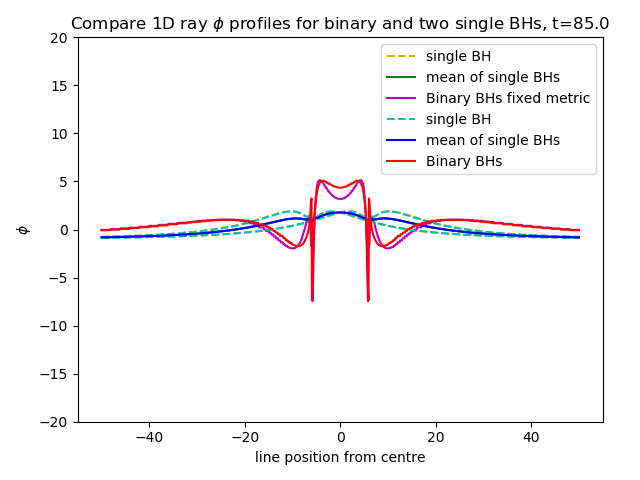 Compare 1D ray ϕ profiles for binary and two single BHs, t=85.0
20
15
10
5
0
−5
−10
−15
−20
ϕ
single BH
mean of single BHs
Binary BHs fixed metric
single BH
mean of single BHs
Binary BHs
−40 −20 0 20 40
line position from centre